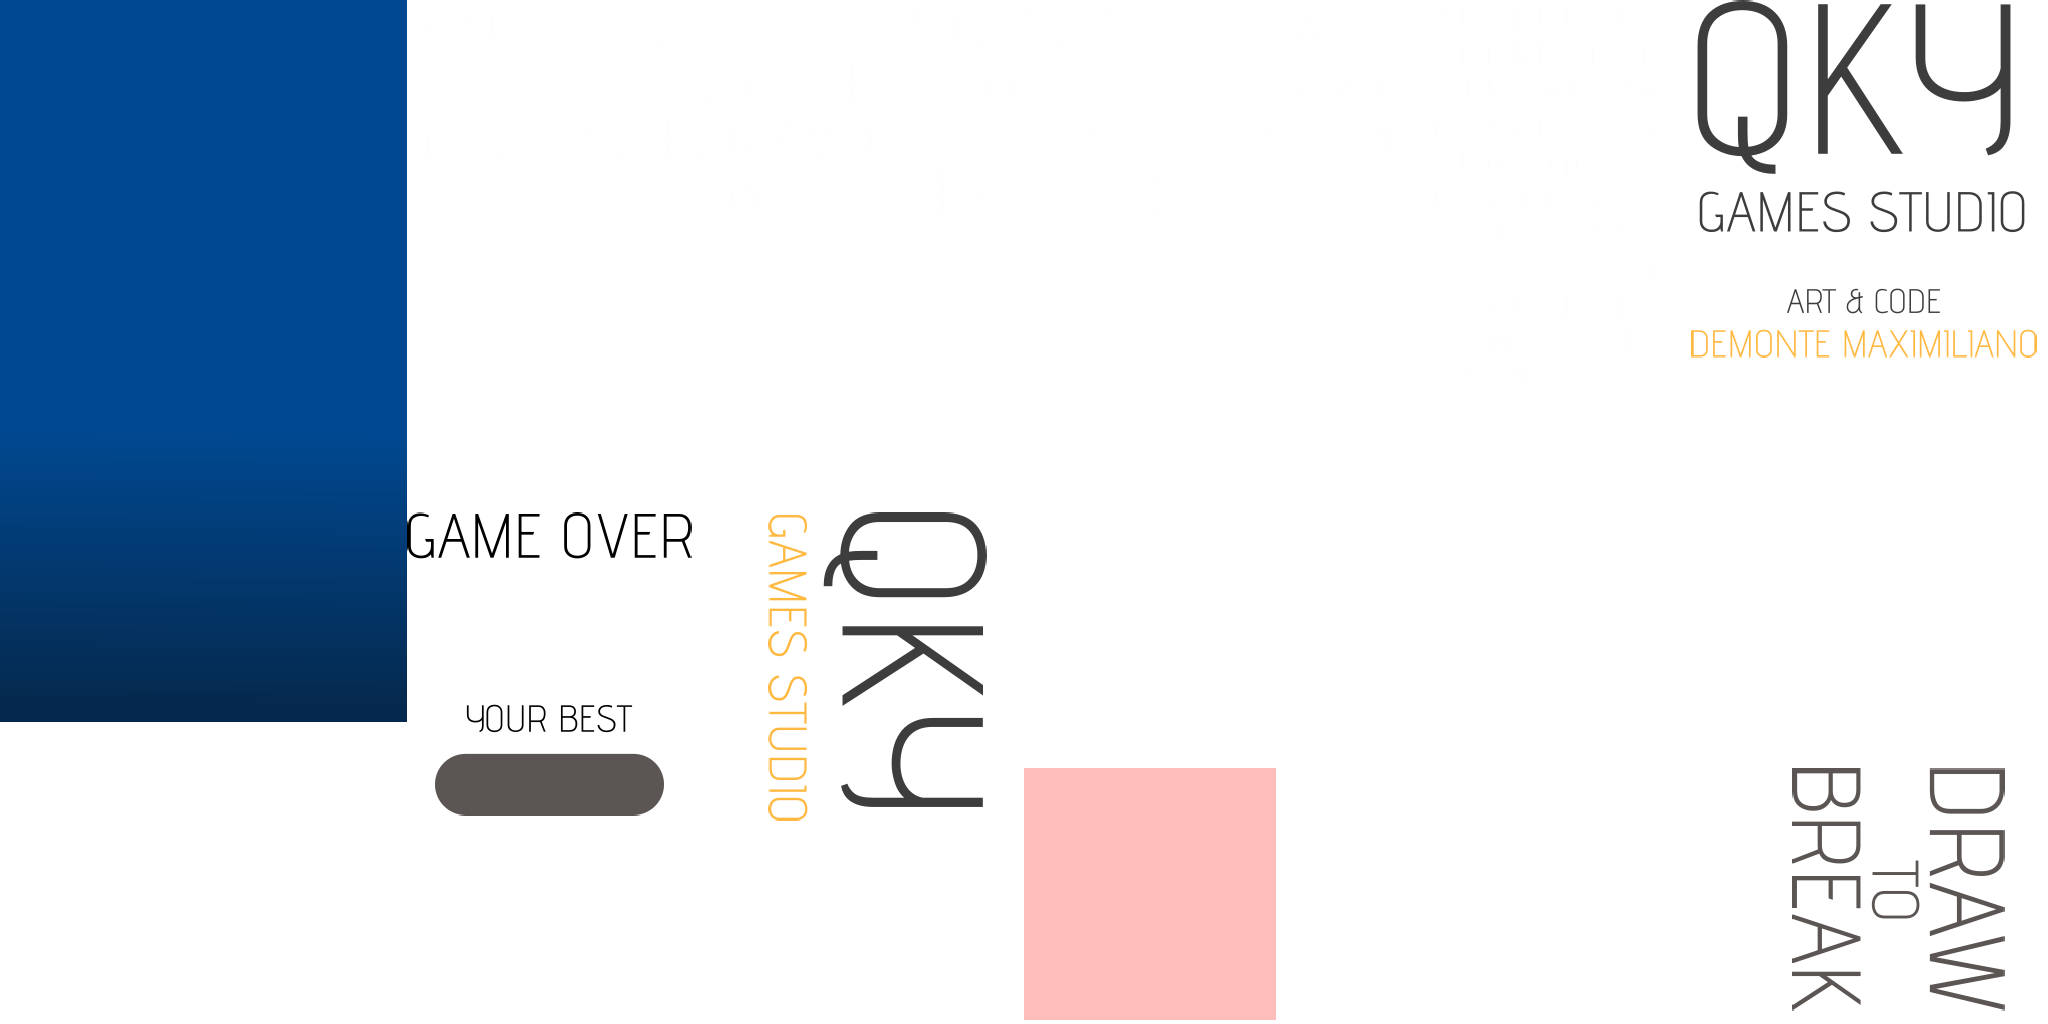 QKY
GAMES STUDIO
ART & CODE
DEMONTE MAXIMILIANO
GAME OVER
YOUR BEST
QKY
GAMES STUDIO
DRAW
TO
BREAK